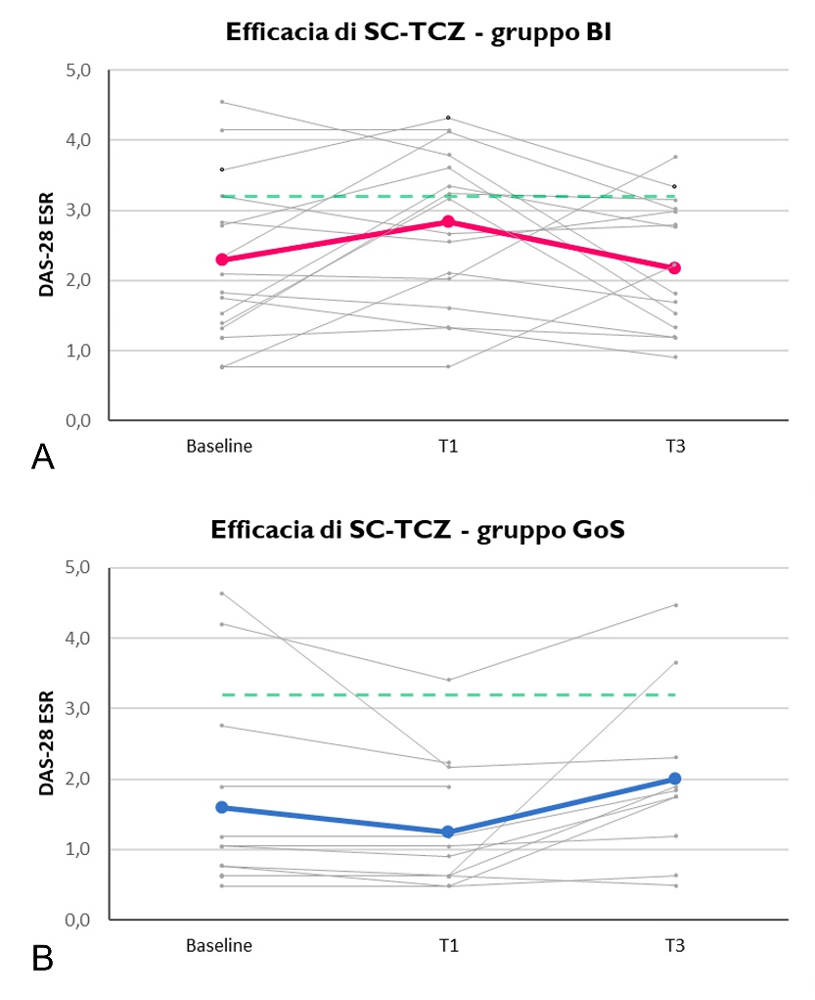 Efficacia di SC-TCZ - gruppo BI
5,0
4,0
3,0
2,0
1,0
0,0
DAS-28 ESR
Baseline T1 T3
A
Efficacia di SC-TCZ - gruppo GoS
5,0
4,0
3,0
2,0
1,0
0,0
DAS-28 ESR
Baseline T1 T3
B